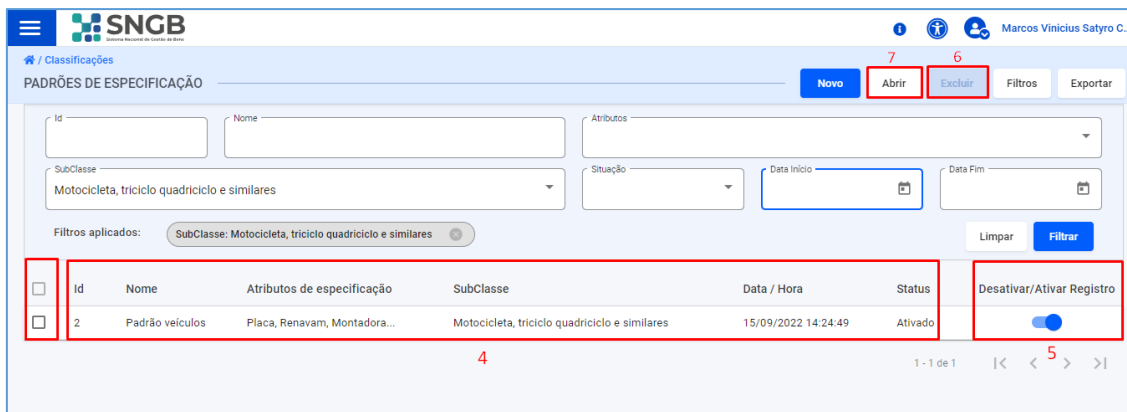 SNGB
Sistema Nacional de Gestão de Bens
Marcos Vinicius Satyro C..
/ Classificações
7 6
PADRÕES DE ESPECIFICAÇÃO
Novo Abrir Excluir Filtros Exportar
Id Nome Atributos
SubClasse Situação Data Início Data Fim
Motocicleta, triciclo quadriciclo e similares
Filtros aplicados: SubClasse: Motocicleta, triciclo quadriciclo e similares Limpar Filtrar
Id Nome Atributos de especificação SubClasse Data / Hora Status Desativar/Ativar Registro
2 Padrão veículos Placa, Renavam, Montadora... Motocicleta, triciclo quadriciclo e similares 15/09/2022 14:24:49 Ativado
4 5
1 - 1 de 1